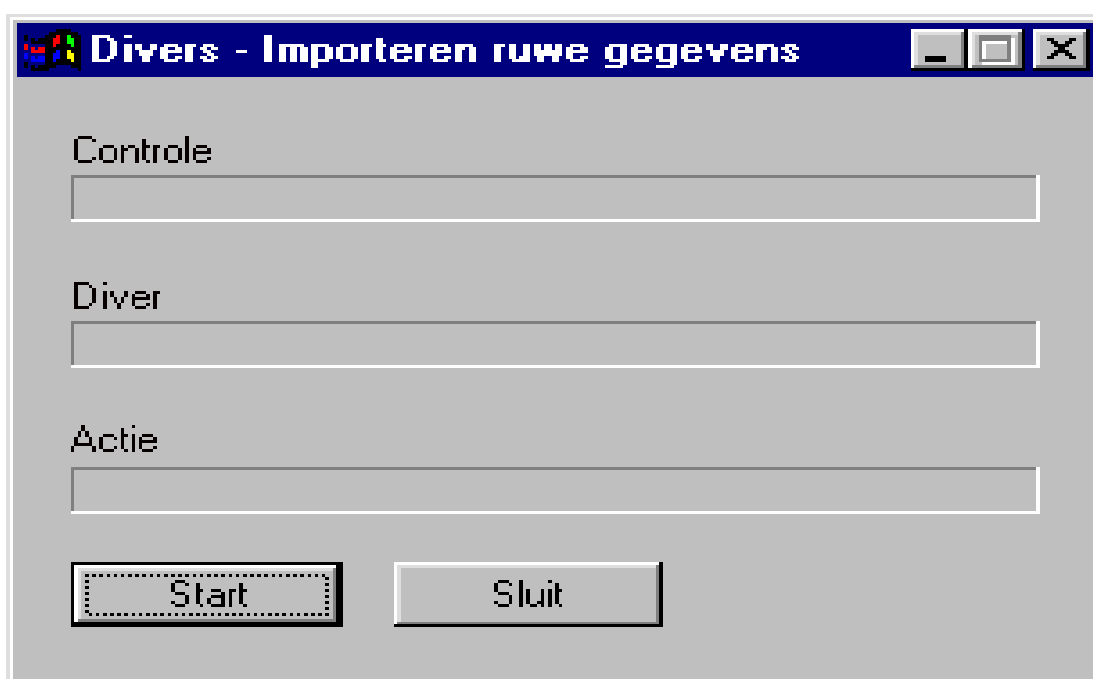 Divers - Importeren ruwe gegevens
Controle
Diver
Actie
Start Sluit